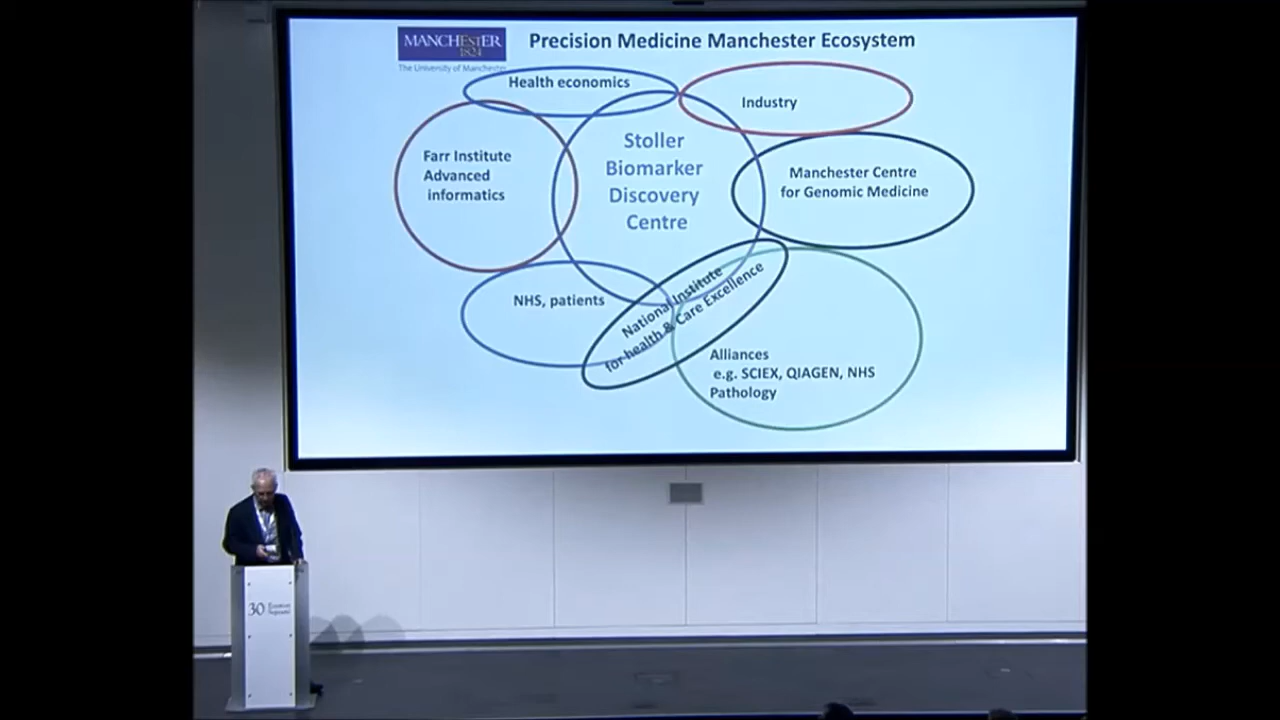 MANCHESTER
1824
The University of Manchester
Precision Medicine Manchester Ecosystem
Health economics
Industry
Farr Institute
Advanced
informatics
Stoller
Biomarker
Discovery
Centre
Manchester Centre
for Genomic Medicine
NHS, patients
National Institute
for health & Care Excellence
Alliances
e.g. SCIEX, QIAGEN, NHS
Pathology
30